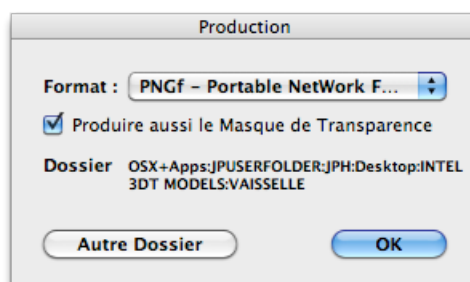 Production
Format : PNGf – Portable NetWork F...
Produire aussi le Masque de Transparence
Dossier OSX+Apps:JPUSERFOLDER:JPH:Desktop:INTEL
3DT MODELS:VAISSELLE
Autre Dossier OK